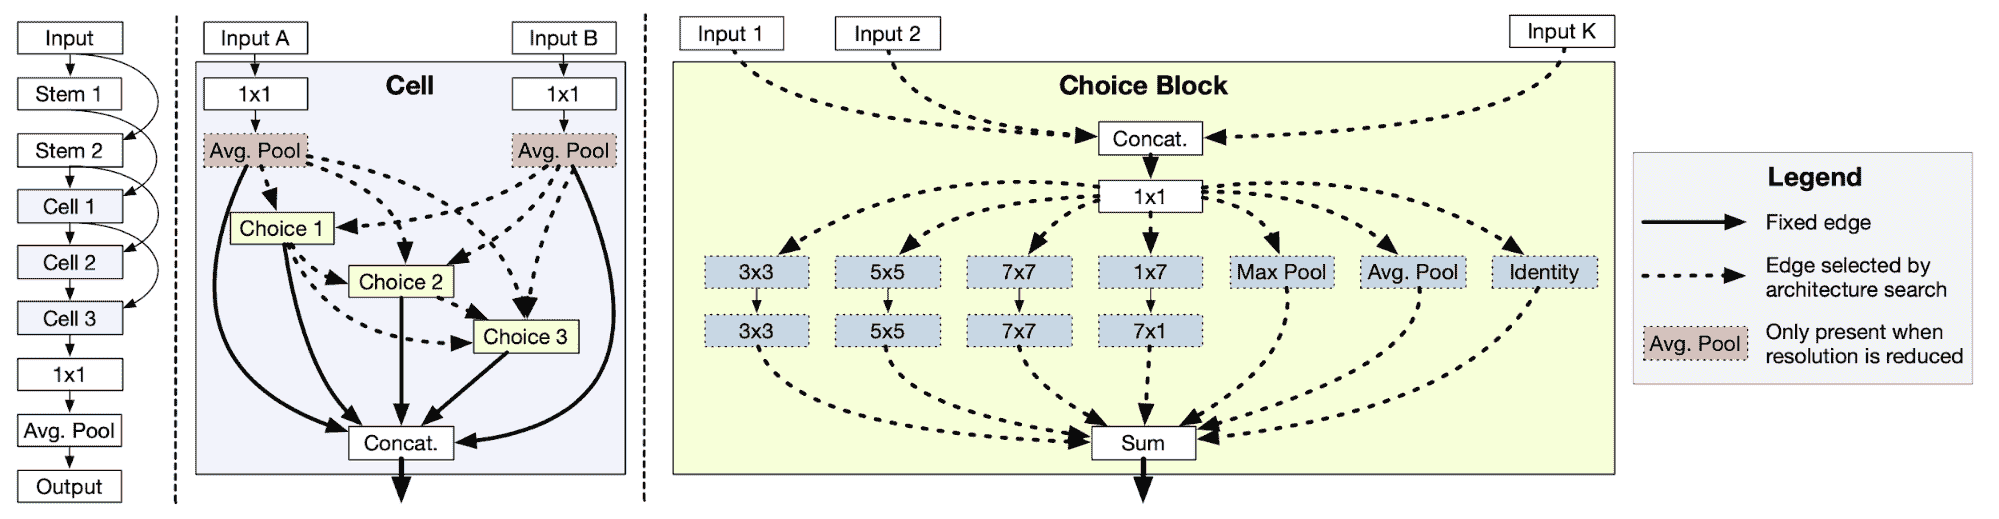 Input
Stem 1
Stem 2
Cell 1
Cell 2
Cell 3
1x1
Avg. Pool
Output
Input A
Input B
Cell
1x1
1x1
Avg. Pool
Avg. Pool
Choice 1
Choice 2
Choice 3
Concat.
Input 1
Input 2
Input K
Choice Block
Concat.
1x1
3x3
5x5
7x7
1x7
Max Pool
Avg. Pool
Identity
3x3
5x5
7x7
7x1
Sum
Legend
Fixed edge
Edge selected by
architecture search
Avg. Pool
Only present when
resolution is reduced